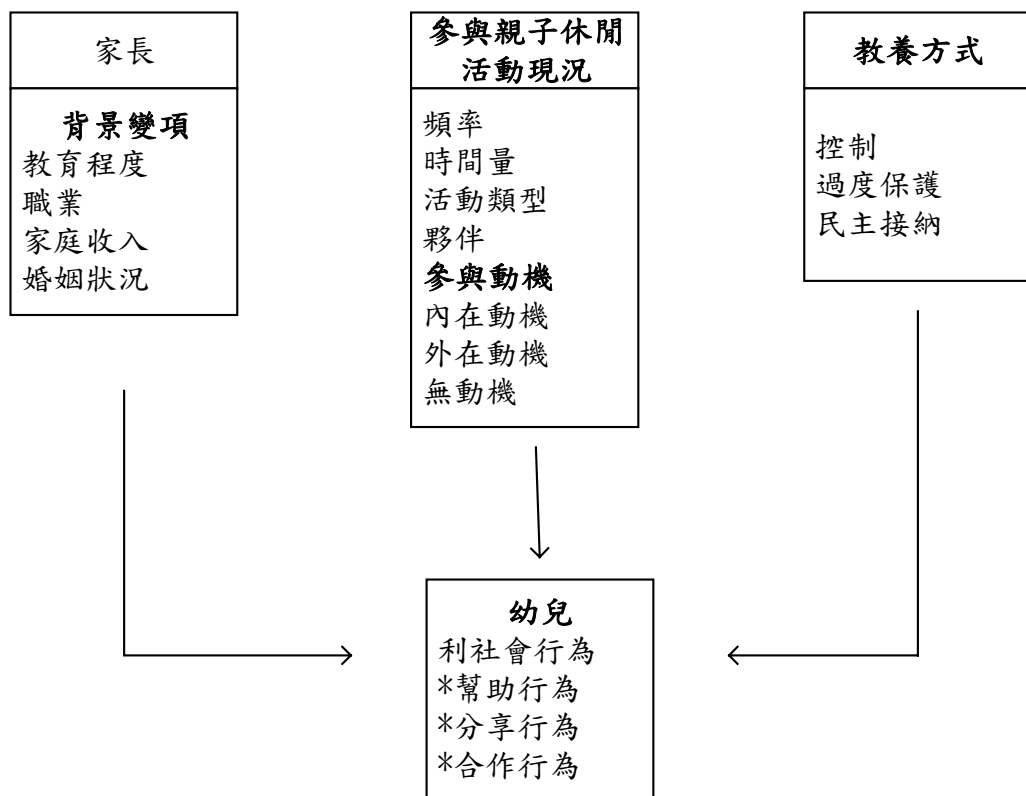 家長
背景變項
教育程度
職業
家庭收入
婚姻狀況
參與親子休閒
活動現況
頻率
時間量
活動類型
夥伴
參與動機
內在動機
外在動機
無動機
教養方式
控制
過度保護
民主接納
幼兒
利社會行為
*幫助行為
*分享行為
*合作行為